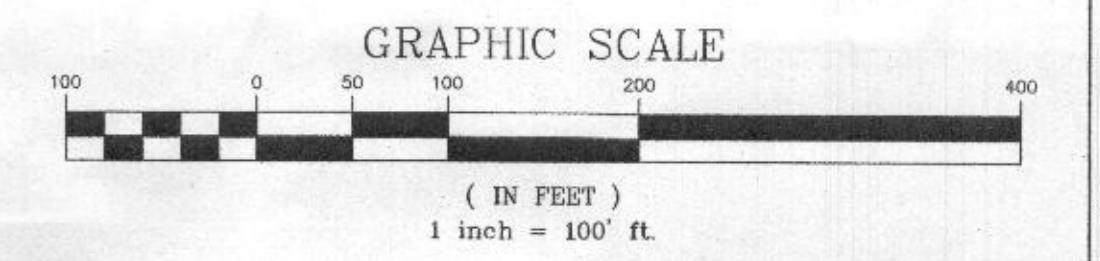 GRAPHIC SCALE
100 0 50 100 200 400
( IN FEET )
1 inch = 100' ft.